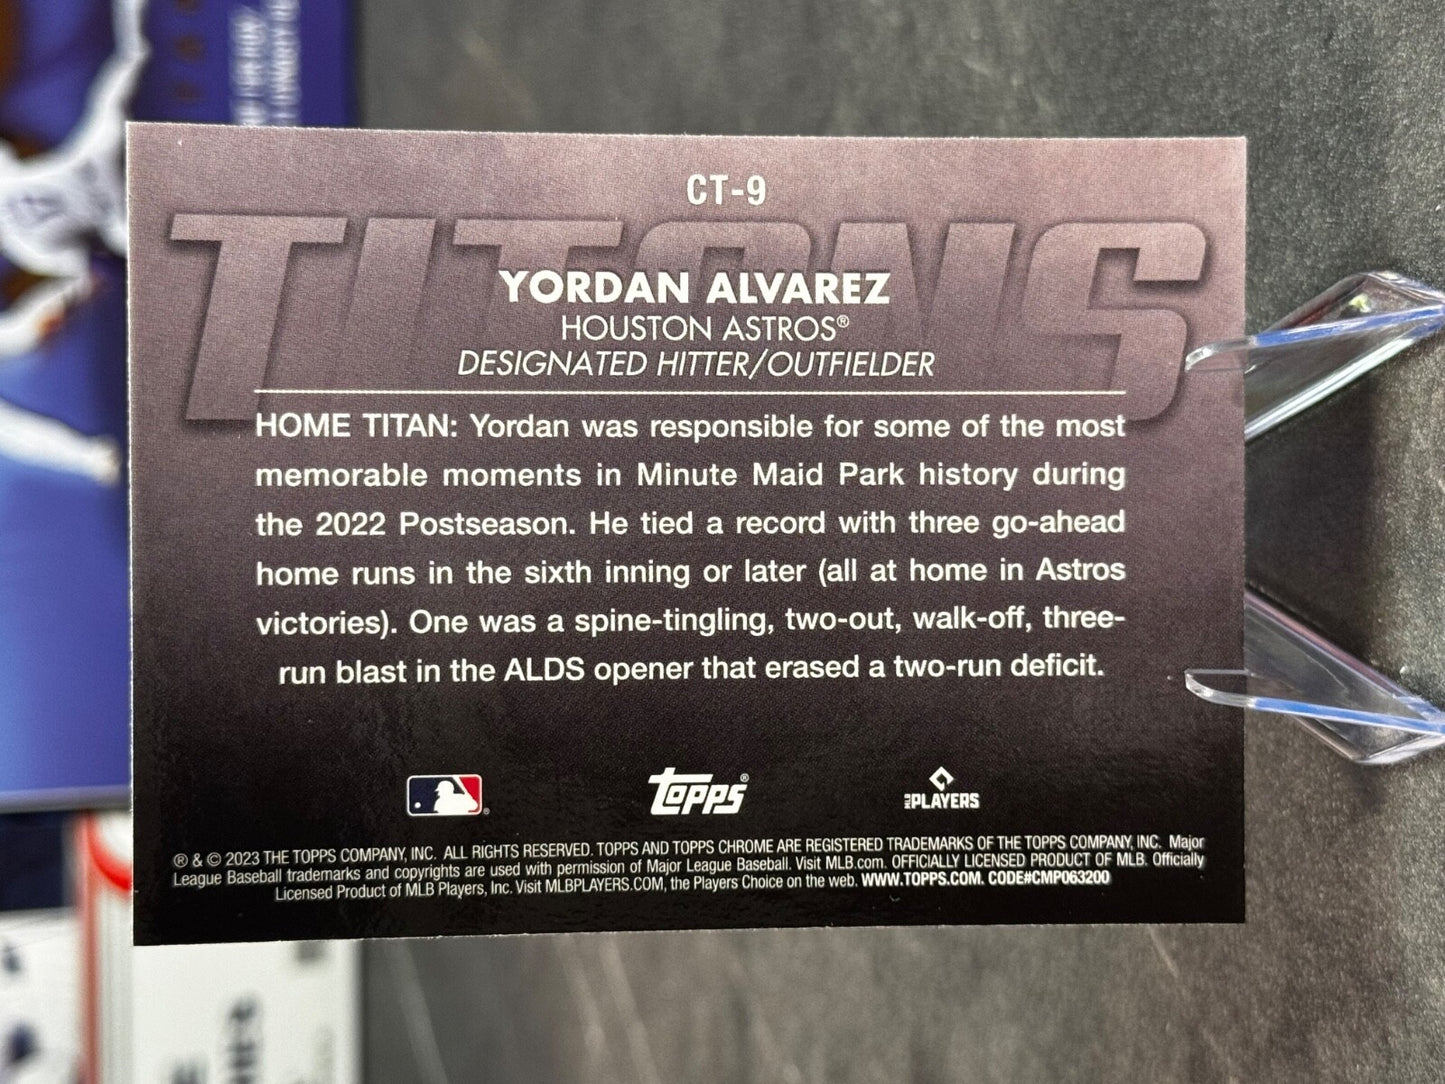 CT-9
TITANS
YORDAN ALVAREZ
HOUSTON ASTROS®
DESIGNATED HITTER/OUTFIELDER
HOME TITAN: Yordan was responsible for some of the most
memorable moments in Minute Maid Park history during
the 2022 Postseason. He tied a record with three go-ahead
home runs in the sixth inning or later (all at home in Astros
victories). One was a spine-tingling, two-out, walk-off, three-
run blast in the ALDS opener that erased a two-run deficit.
Topps®
MLB PLAYERS
® & © 2023 THE TOPPS COMPANY, INC. ALL RIGHTS RESERVED. TOPPS AND TOPPS CHROME ARE REGISTERED TRADEMARKS OF THE TOPPS COMPANY, INC. Major
League Baseball trademarks and copyrights are used with permission of Major League Baseball. Visit MLB.com. OFFICIALLY LICENSED PRODUCT OF MLB. Officially
Licensed Product of MLB Players, Inc. Visit MLBPLAYERS.COM, the Players Choice on the web. WWW.TOPPS.COM. CODE#CMP063200